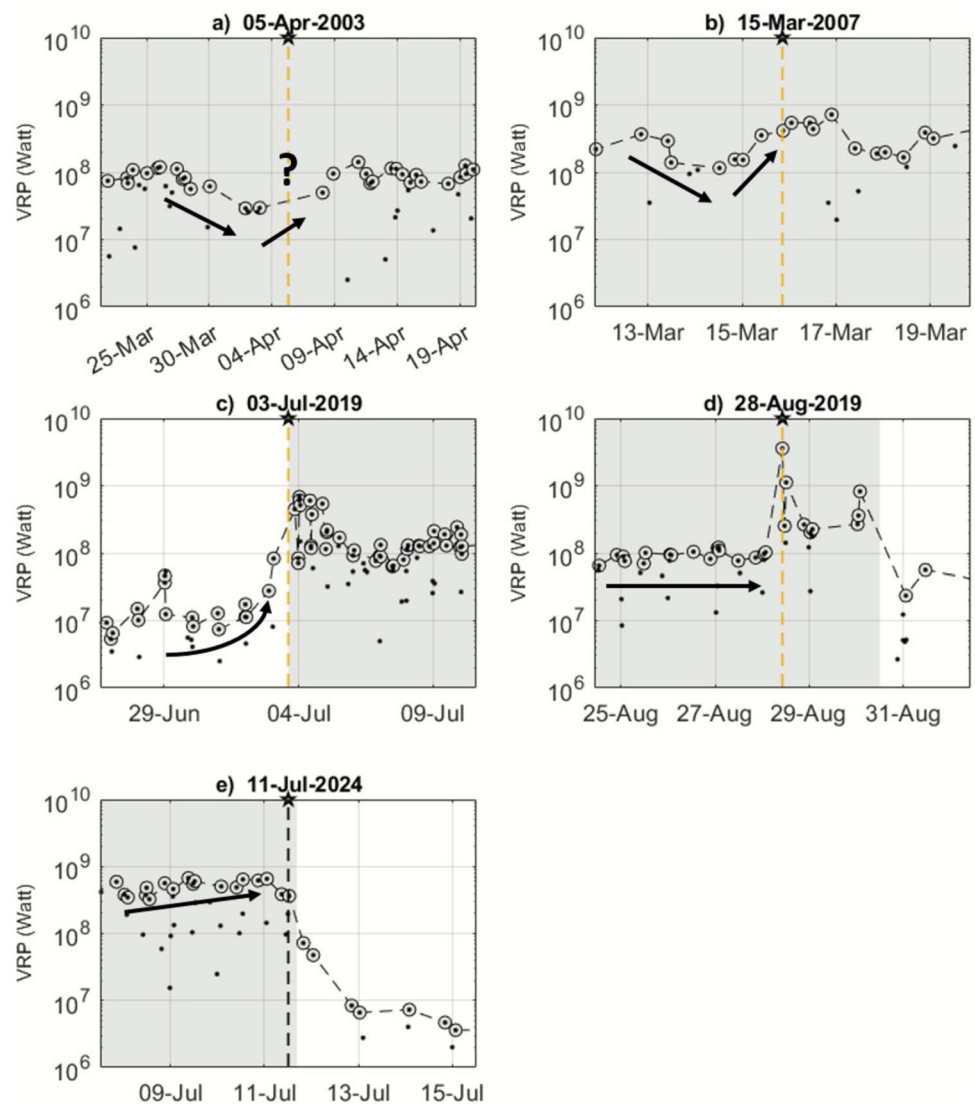 a) 05-Apr-2003
10^10
10^9
10^8
10^7
10^6
VRP (Watt)
?
25-Mar
30-Mar
04-Apr
09-Apr
14-Apr
19-Apr
b) 15-Mar-2007
10^10
10^9
10^8
10^7
10^6
VRP (Watt)
13-Mar
15-Mar
17-Mar
19-Mar
c) 03-Jul-2019
10^10
10^9
10^8
10^7
10^6
VRP (Watt)
29-Jun
04-Jul
09-Jul
d) 28-Aug-2019
10^10
10^9
10^8
10^7
10^6
VRP (Watt)
25-Aug
27-Aug
29-Aug
31-Aug
e) 11-Jul-2024
10^10
10^9
10^8
10^7
10^6
VRP (Watt)
09-Jul
11-Jul
13-Jul
15-Jul